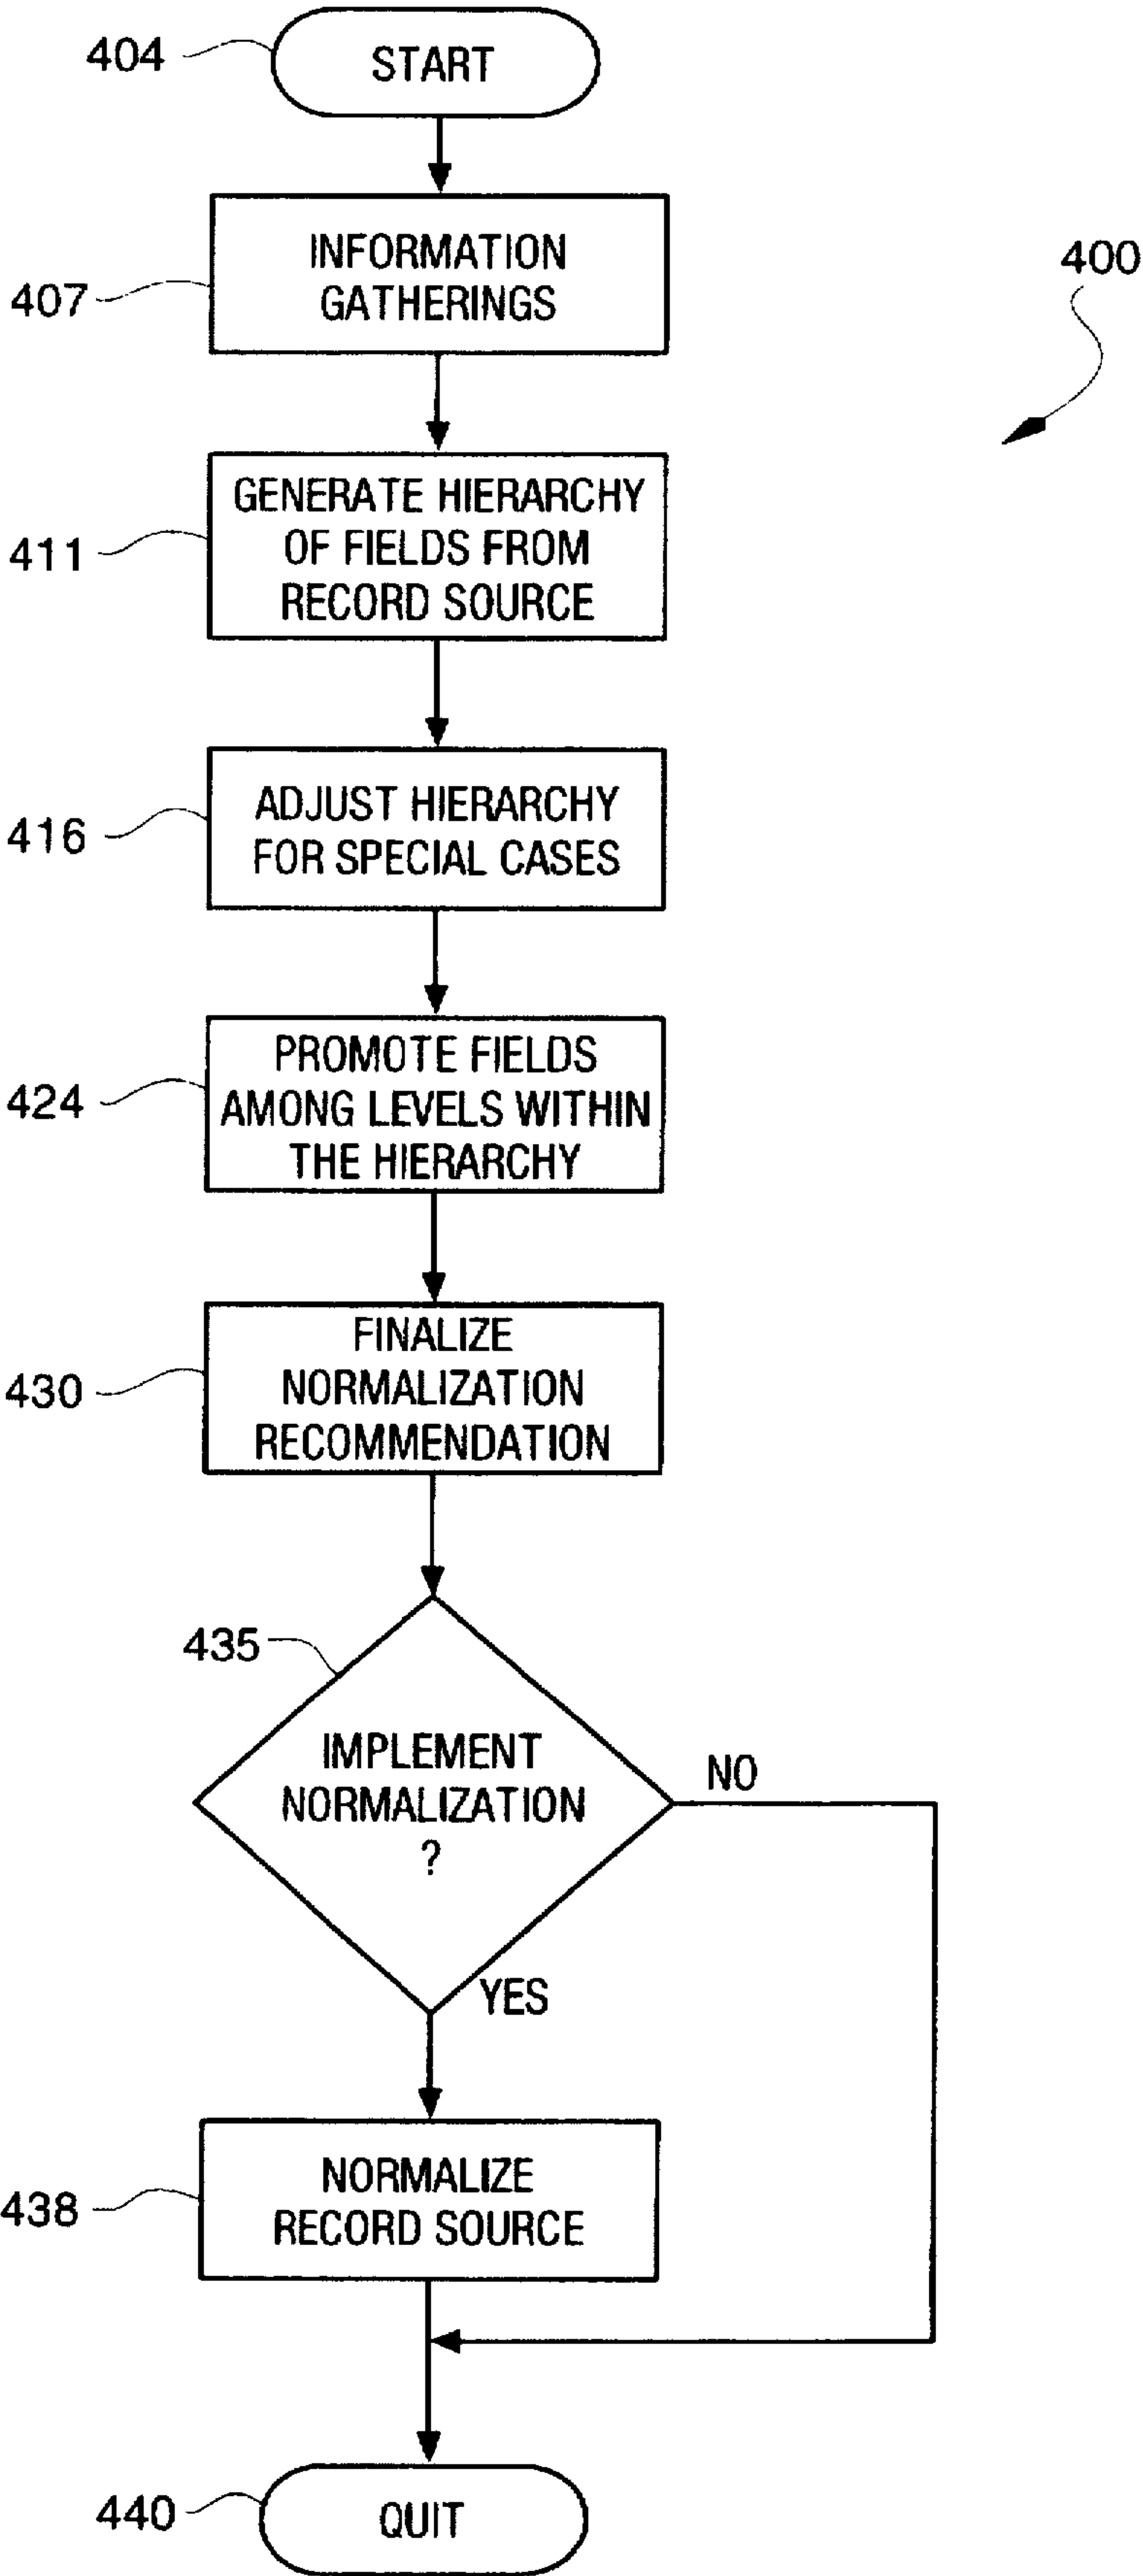 404
START
INFORMATION
GATHERINGS
407
400
GENERATE HIERARCHY
OF FIELDS FROM
RECORD SOURCE
411
ADJUST HIERARCHY
FOR SPECIAL CASES
416
PROMOTE FIELDS
AMONG LEVELS WITHIN
THE HIERARCHY
424
FINALIZE
NORMALIZATION
RECOMMENDATION
430
435
IMPLEMENT
NORMALIZATION
?
NO
YES
NORMALIZE
RECORD SOURCE
438
440
QUIT